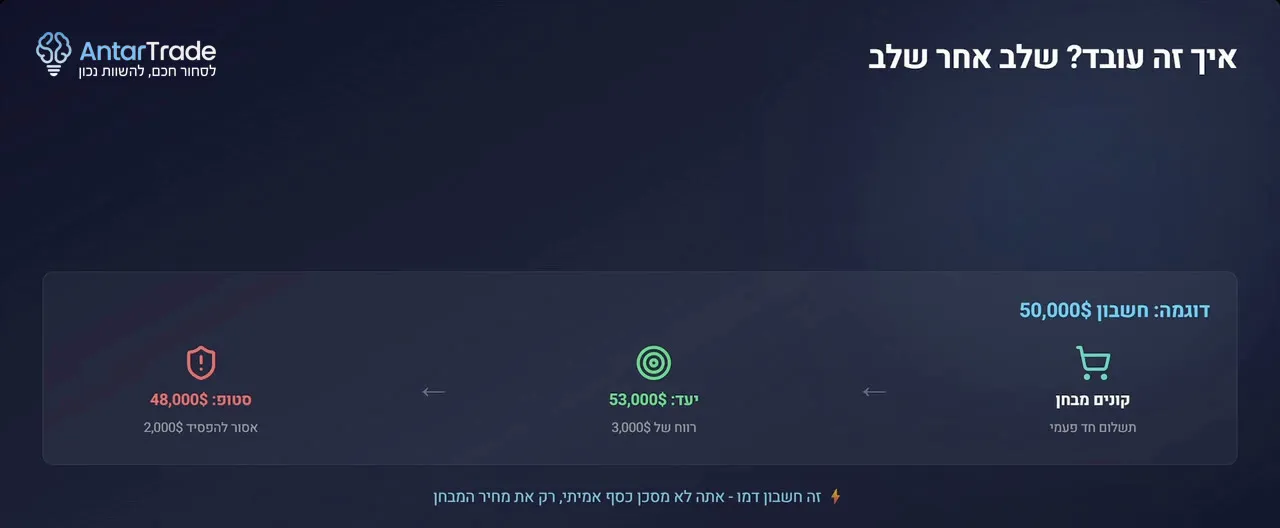 איך זה עובד? שלב אחר שלב
AntarTrade
לסחור חכם, להשוות נכון
דוגמה: חשבון 50,000$
קונים מבחן
תשלום חד פעמי
←
יעד: 53,000$
רווח של 3,000$
←
סטופ: 48,000$
אסור להפסיד 2,000$
⚡ זה חשבון דמו - אתה לא מסכן כסף אמיתי, רק את מחיר המבחן